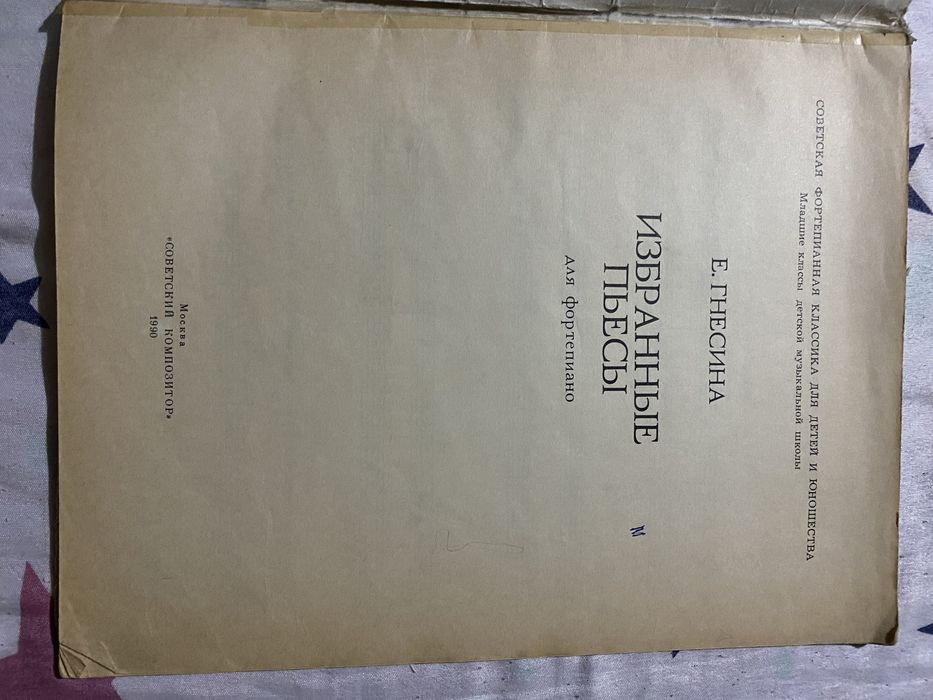 СОВЕТСКАЯ ФОРТЕПИАННАЯ КЛАССИКА ДЛЯ ДЕТЕЙ И ЮНОШЕСТВА
Младшие классы детской музыкальной школы
Е. ГНЕСИНА
ИЗБРАННЫЕ
ПЬЕСЫ
для фортепиано
м
Москва
«СОВЕТСКИЙ КОМПОЗИТОР»
1990